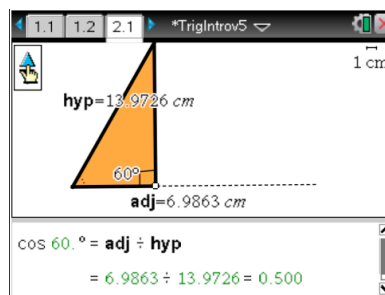 1.1 1.2 2.1 *TrigIntrov5
1 cm
hyp=13.9726 cm
60°
adj=6.9863 cm
cos 60.° = adj ÷ hyp
= 6.9863 ÷ 13.9726 = 0.500